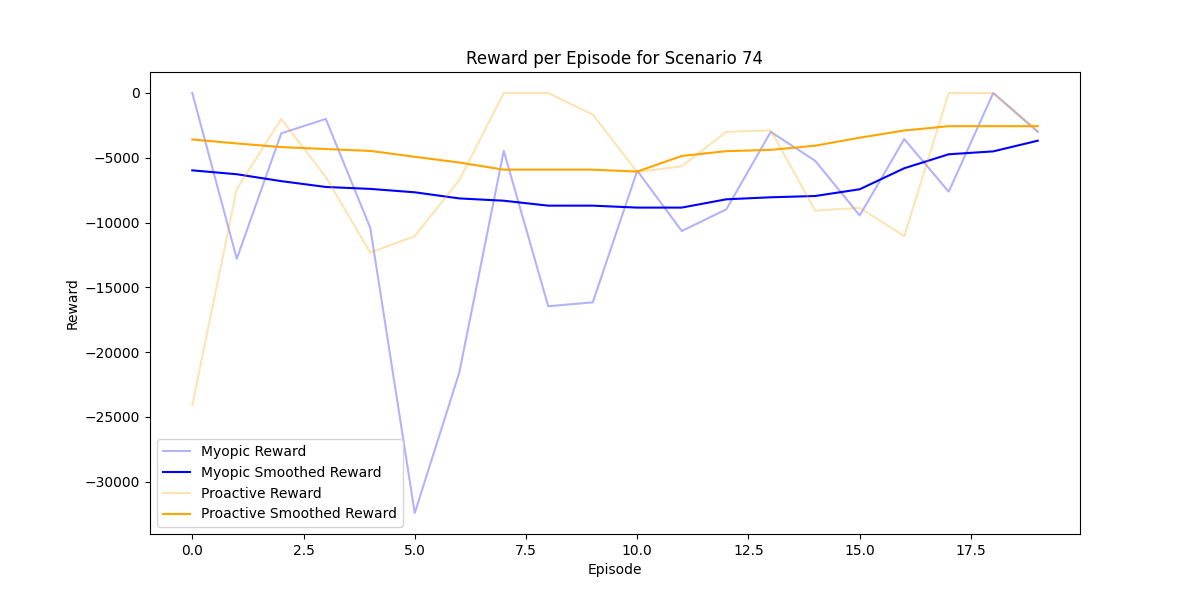 Reward per Episode for Scenario 74
Reward
0
−5000
−10000
−15000
−20000
−25000
−30000
Myopic Reward
Myopic Smoothed Reward
Proactive Reward
Proactive Smoothed Reward
0.0 2.5 5.0 7.5 10.0 12.5 15.0 17.5
Episode